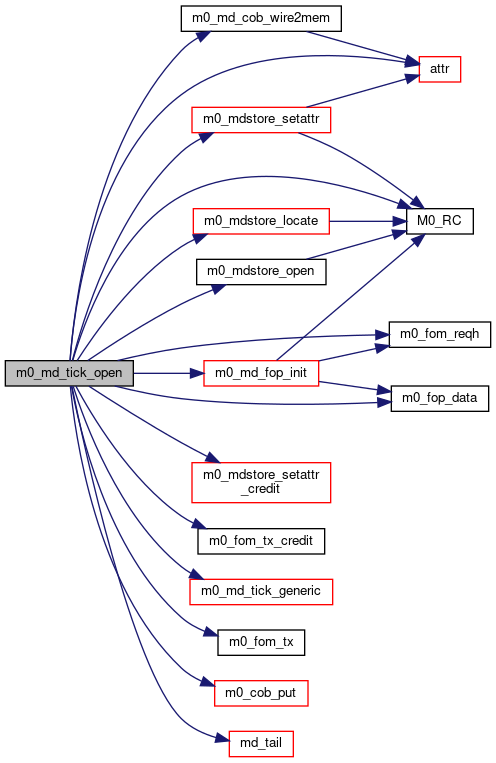 m0_md_cob_wire2mem
attr
m0_mdstore_setattr
m0_mdstore_locate
M0_RC
m0_mdstore_open
m0_fom_reqh
m0_md_tick_open
m0_md_fop_init
m0_fop_data
m0_mdstore_setattr
_credit
m0_fom_tx_credit
m0_md_tick_generic
m0_fom_tx
m0_cob_put
md_tail